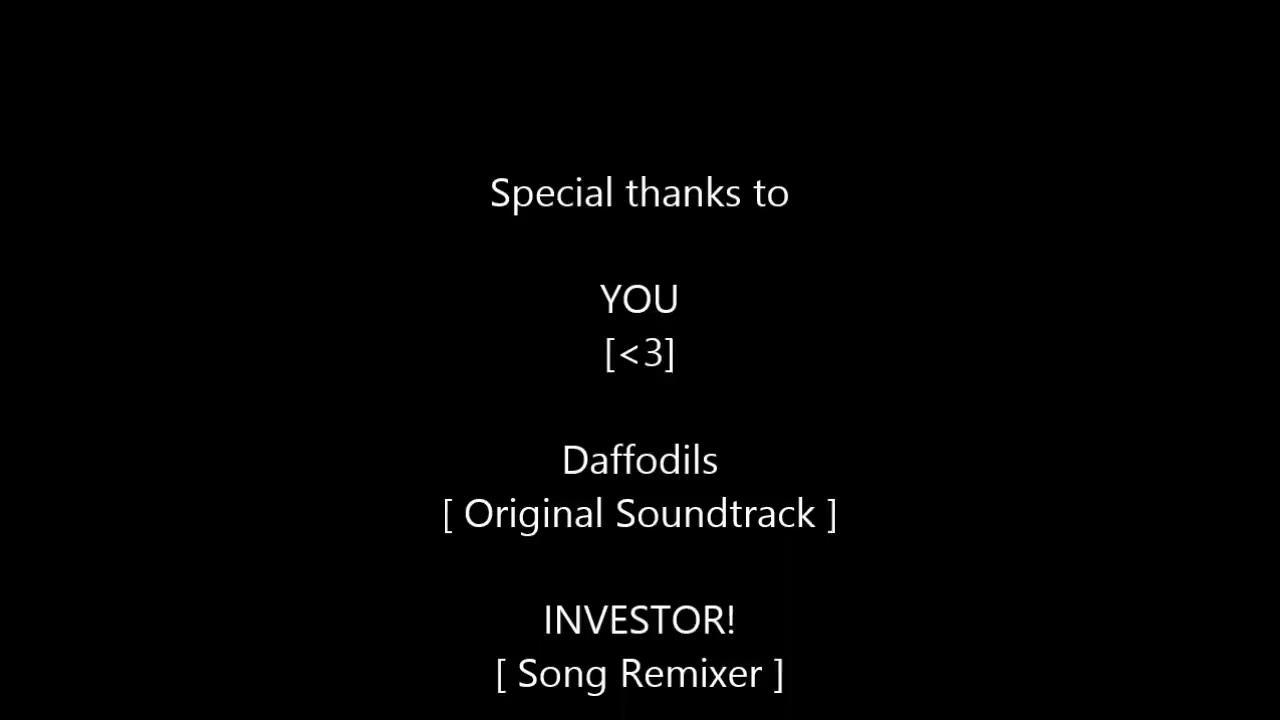 Special thanks to
YOU
[<3]
Daffodils
[ Original Soundtrack ]
INVESTOR!
[ Song Remixer ]